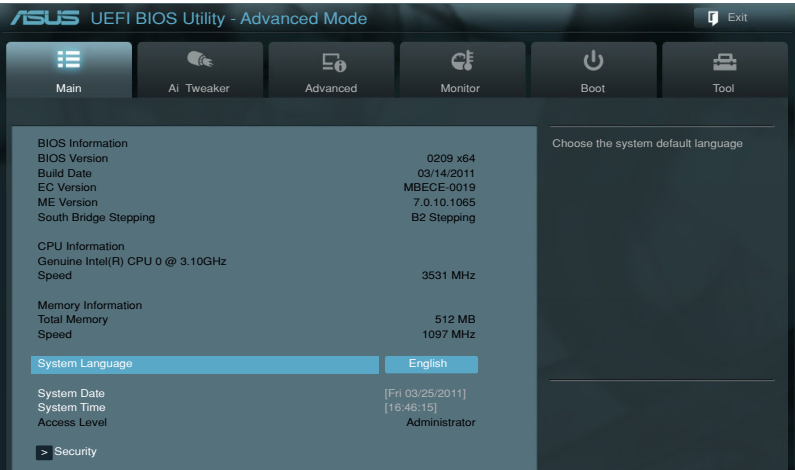 ASUS UEFI BIOS Utility - Advanced Mode
Exit
Main Ai Tweaker Advanced Monitor Boot Tool
BIOS Information
BIOS Version 0209 x64
Build Date 03/14/2011
EC Version MBECE-0019
ME Version 7.0.10.1065
South Bridge Stepping B2 Stepping
CPU Information
Genuine Intel(R) CPU 0 @ 3.10GHz
Speed 3531 MHz
Memory Information
Total Memory 512 MB
Speed 1097 MHz
System Language English
System Date [Fri 03/25/2011]
System Time [16:46:15]
Access Level Administrator
> Security
Choose the system default language